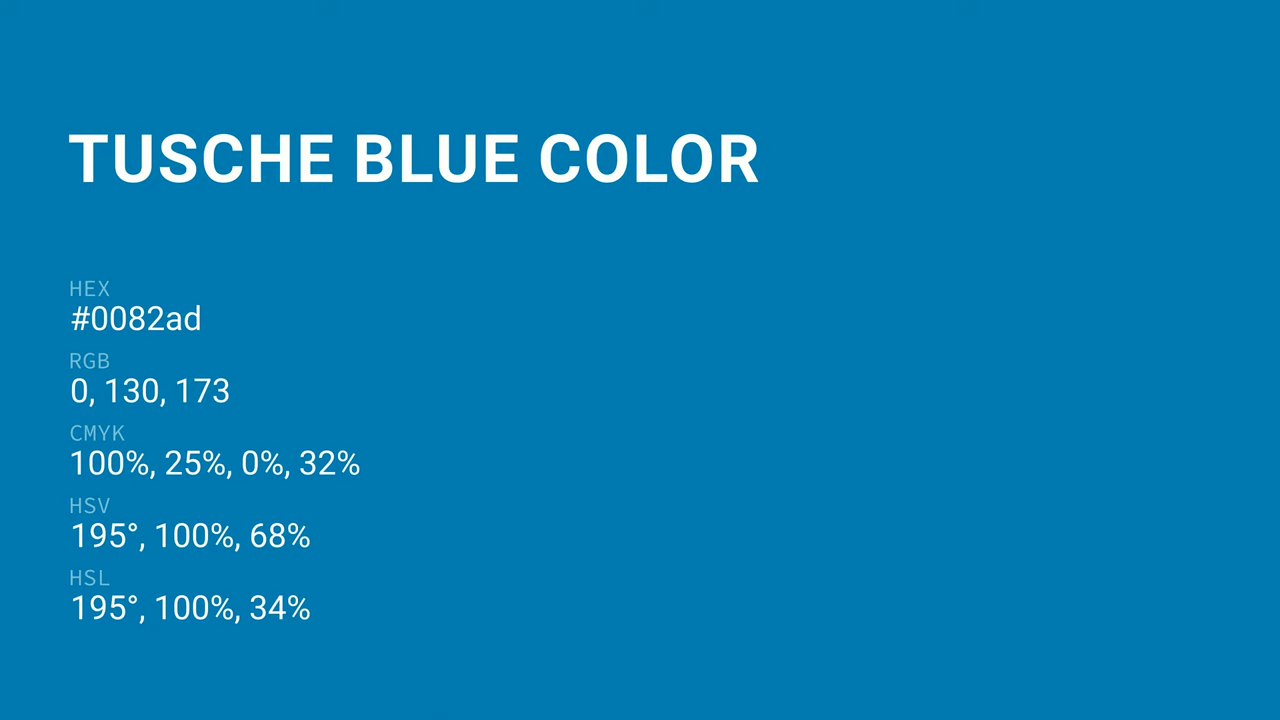 TUSCHE BLUE COLOR
HEX
#0082ad
RGB
0, 130, 173
CMYK
100%, 25%, 0%, 32%
HSV
195°, 100%, 68%
HSL
195°, 100%, 34%